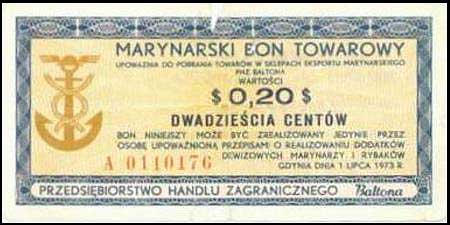 MARYNARSKI BON TOWAROWY
UPOWAŻNIA DO POBRANIA TOWARÓW W SKLEPACH EKSPORTU MARYNARSKIEGO
PHZ BALTONA
WARTOŚCI
$ 0,20 $
DWADZIEŚCIA CENTÓW
BON NINIEJSZY MOŻE BYĆ ZREALIZOWANY JEDYNIE PRZEZ
OSOBĘ UPOWAŻNIONĄ PRZEPISAMI O REALIZOWANIU DODATKÓW
DEWIZOWYCH MARYNARZY I RYBAKÓW
A 0110176
GDYNIA DNIA 1 LIPCA 1973 R.
PRZEDSIĘBIORSTWO HANDLU ZAGRANICZNEGO Baltona